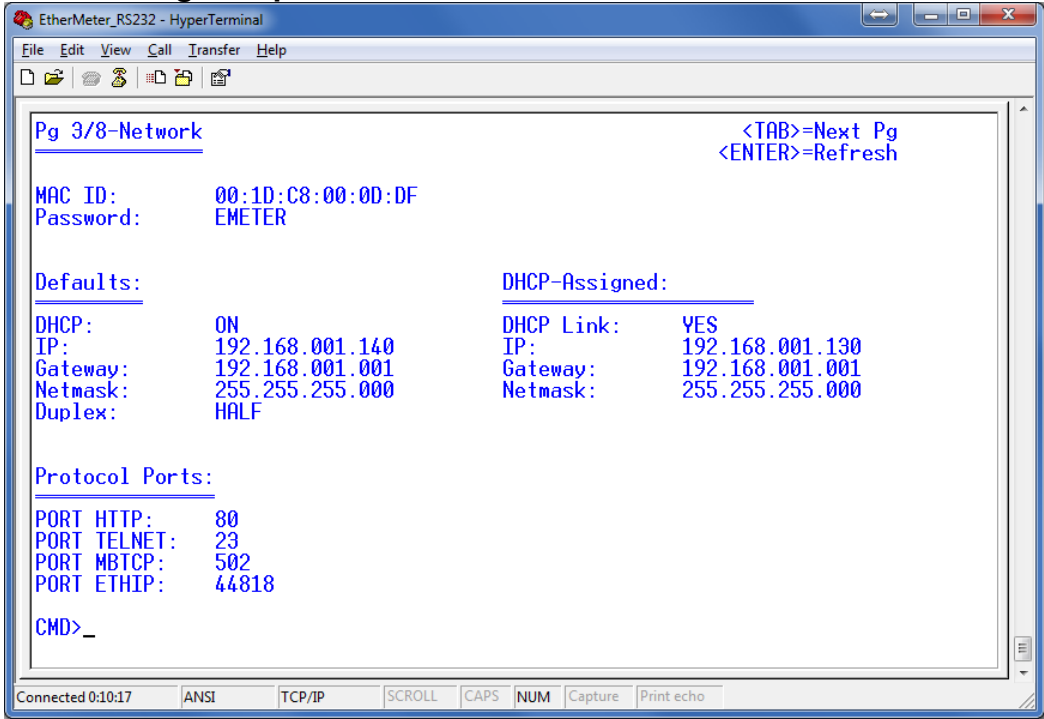 EtherMeter_RS232 - HyperTerminal
File Edit View Call Transfer Help
Pg 3/8-Network <TAB>=Next Pg
<ENTER>=Refresh
MAC ID: 00:1D:C8:00:0D:DF
Password: EMETER
Defaults: DHCP-Assigned:
DHCP: ON DHCP Link: YES
IP: 192.168.001.140 IP: 192.168.001.130
Gateway: 192.168.001.001 Gateway: 192.168.001.001
Netmask: 255.255.255.000 Netmask: 255.255.255.000
Duplex: HALF
Protocol Ports:
PORT HTTP: 80
PORT TELNET: 23
PORT MBTCP: 502
PORT ETHIP: 44818
CMD>_
Connected 0:10:17 ANSI TCP/IP SCROLL CAPS NUM Capture Print echo